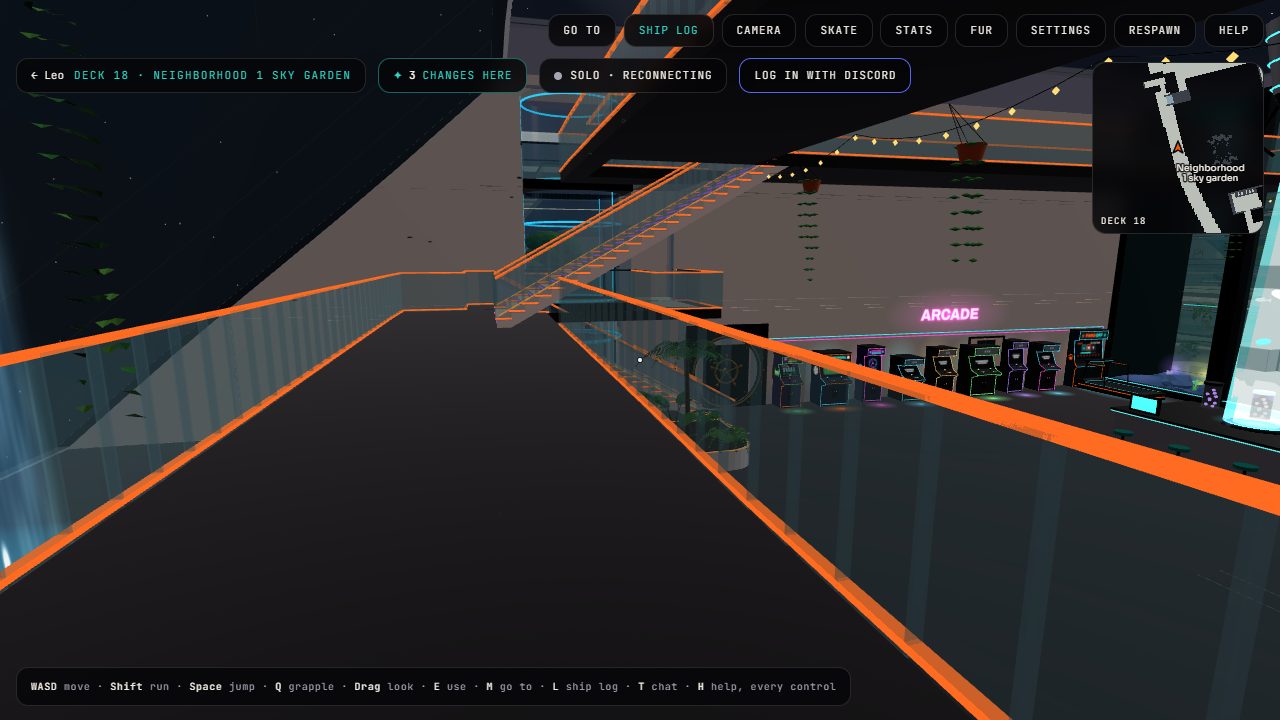 GO TO
SHIP LOG
CAMERA
SKATE
STATS
FUR
SETTINGS
RESPAWN
HELP
← Leo DECK 18 · NEIGHBORHOOD 1 SKY GARDEN
✦ 3 CHANGES HERE
SOLO · RECONNECTING
LOG IN WITH DISCORD
Neighborhood
1 sky garden
DECK 18
ARCADE
WASD move · Shift run · Space jump · Q grapple · Drag look · E use · M go to · L ship log · T chat · H help, every control